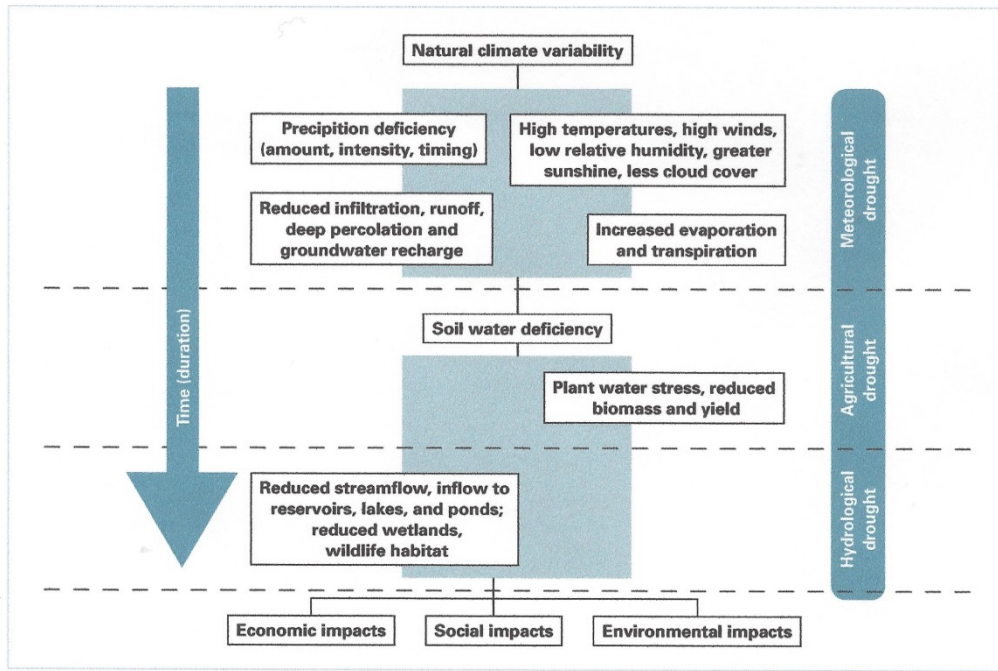 Natural climate variability
Precipition deficiency
(amount, intensity, timing)
High temperatures, high winds,
low relative humidity, greater
sunshine, less cloud cover
Reduced infiltration, runoff,
deep percolation and
groundwater recharge
Increased evaporation
and transpiration
Meteorological
drought
Time (duration)
Soil water deficiency
Plant water stress, reduced
biomass and yield
Agricultural
drought
Reduced streamflow, inflow to
reservoirs, lakes, and ponds;
reduced wetlands,
wildlife habitat
Hydrological
drought
Economic impacts
Social impacts
Environmental impacts